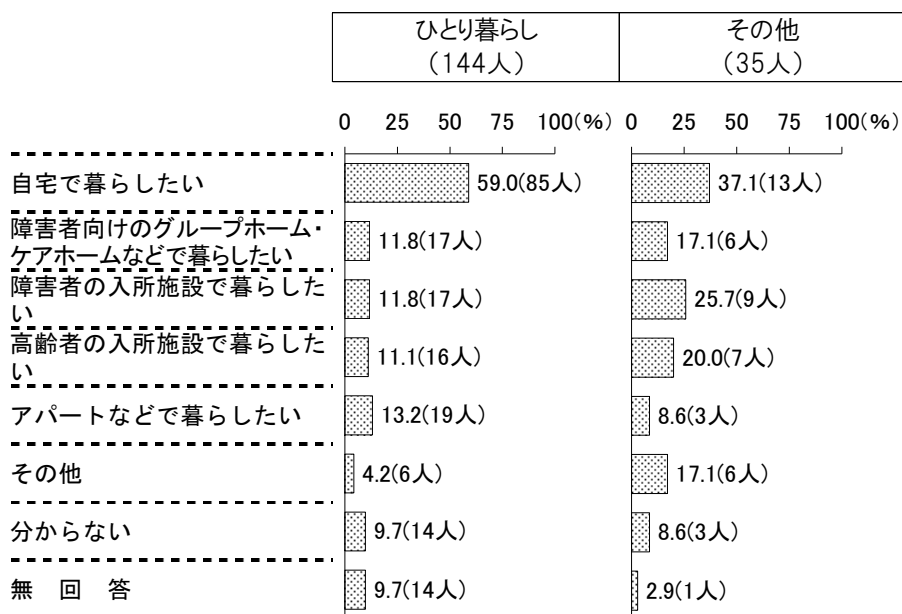 ひとり暮らし
（144人）
その他
（35人）
0 25 50 75 100(%)
0 25 50 75 100(%)
自宅で暮らしたい
59.0(85人)
37.1(13人)
障害者向けのグループホーム・
ケアホームなどで暮らしたい
11.8(17人)
17.1(6人)
障害者の入所施設で暮らした
い
11.8(17人)
25.7(9人)
高齢者の入所施設で暮らした
い
11.1(16人)
20.0(7人)
アパートなどで暮らしたい
13.2(19人)
8.6(3人)
その他
4.2(6人)
17.1(6人)
分からない
9.7(14人)
8.6(3人)
無　回　答
9.7(14人)
2.9(1人)